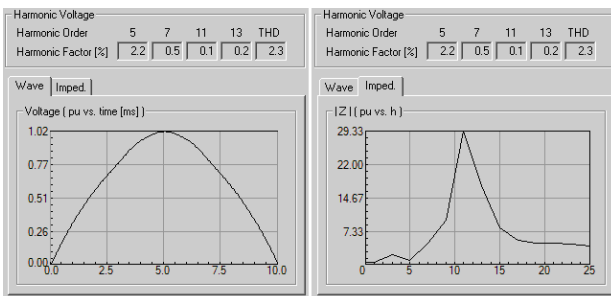 Harmonic Voltage
Harmonic Order 5 7 11 13 THD
Harmonic Factor [%] 2.2 0.5 0.1 0.2 2.3
Wave Imped.
Voltage ( pu vs. time [ms] )
1.02
0.77
0.51
0.26
0.00
0.0 2.5 5.0 7.5 10.0
Harmonic Voltage
Harmonic Order 5 7 11 13 THD
Harmonic Factor [%] 2.2 0.5 0.1 0.2 2.3
Wave Imped.
|Z| ( pu vs. h )
29.33
22.00
14.67
7.33
0 5 10 15 20 25